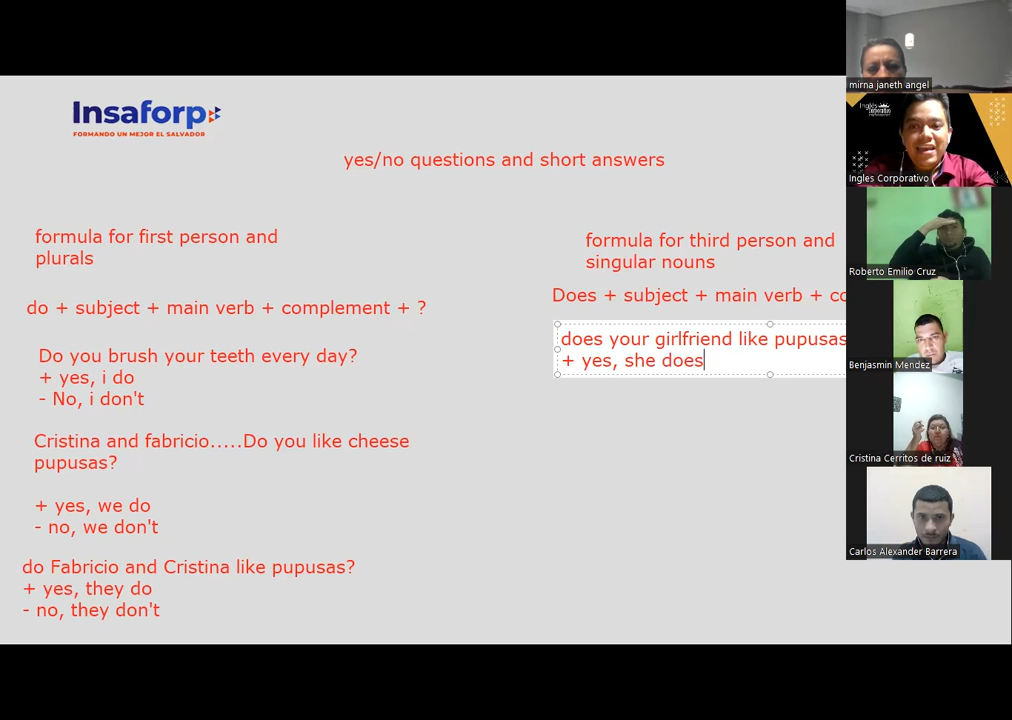 Insaforp
FORMANDO UN MEJOR EL SALVADOR
yes/no questions and short answers
formula for first person and
plurals
do + subject + main verb + complement + ?
Do you brush your teeth every day?
+ yes, i do
- No, i don't
Cristina and fabricio.....Do you like cheese
pupusas?
+ yes, we do
- no, we don't
do Fabricio and Cristina like pupusas?
+ yes, they do
- no, they don't
formula for third person and
singular nouns
Does + subject + main verb + co
does your girlfriend like pupusas
+ yes, she does
mirna janeth angel
Inglés
Corporativo
Ingles Corporativo
Roberto Emilio Cruz
Benjasmin Mendez
Cristina Cerritos de ruiz
Carlos Alexander Barrera